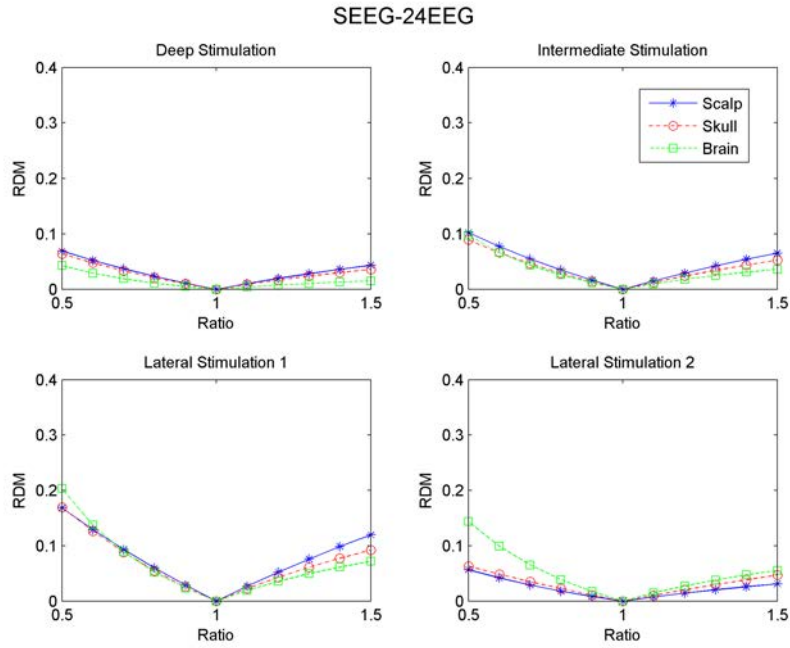 SEEG-24EEG
Deep Stimulation
0.4
0.3
0.2
0.1
0
RDM
0.5
1
1.5
Ratio
Intermediate Stimulation
0.4
0.3
0.2
0.1
0
RDM
Scalp
Skull
Brain
0.5
1
1.5
Ratio
Lateral Stimulation 1
0.4
0.3
0.2
0.1
0
RDM
0.5
1
1.5
Ratio
Lateral Stimulation 2
0.4
0.3
0.2
0.1
0
RDM
0.5
1
1.5
Ratio